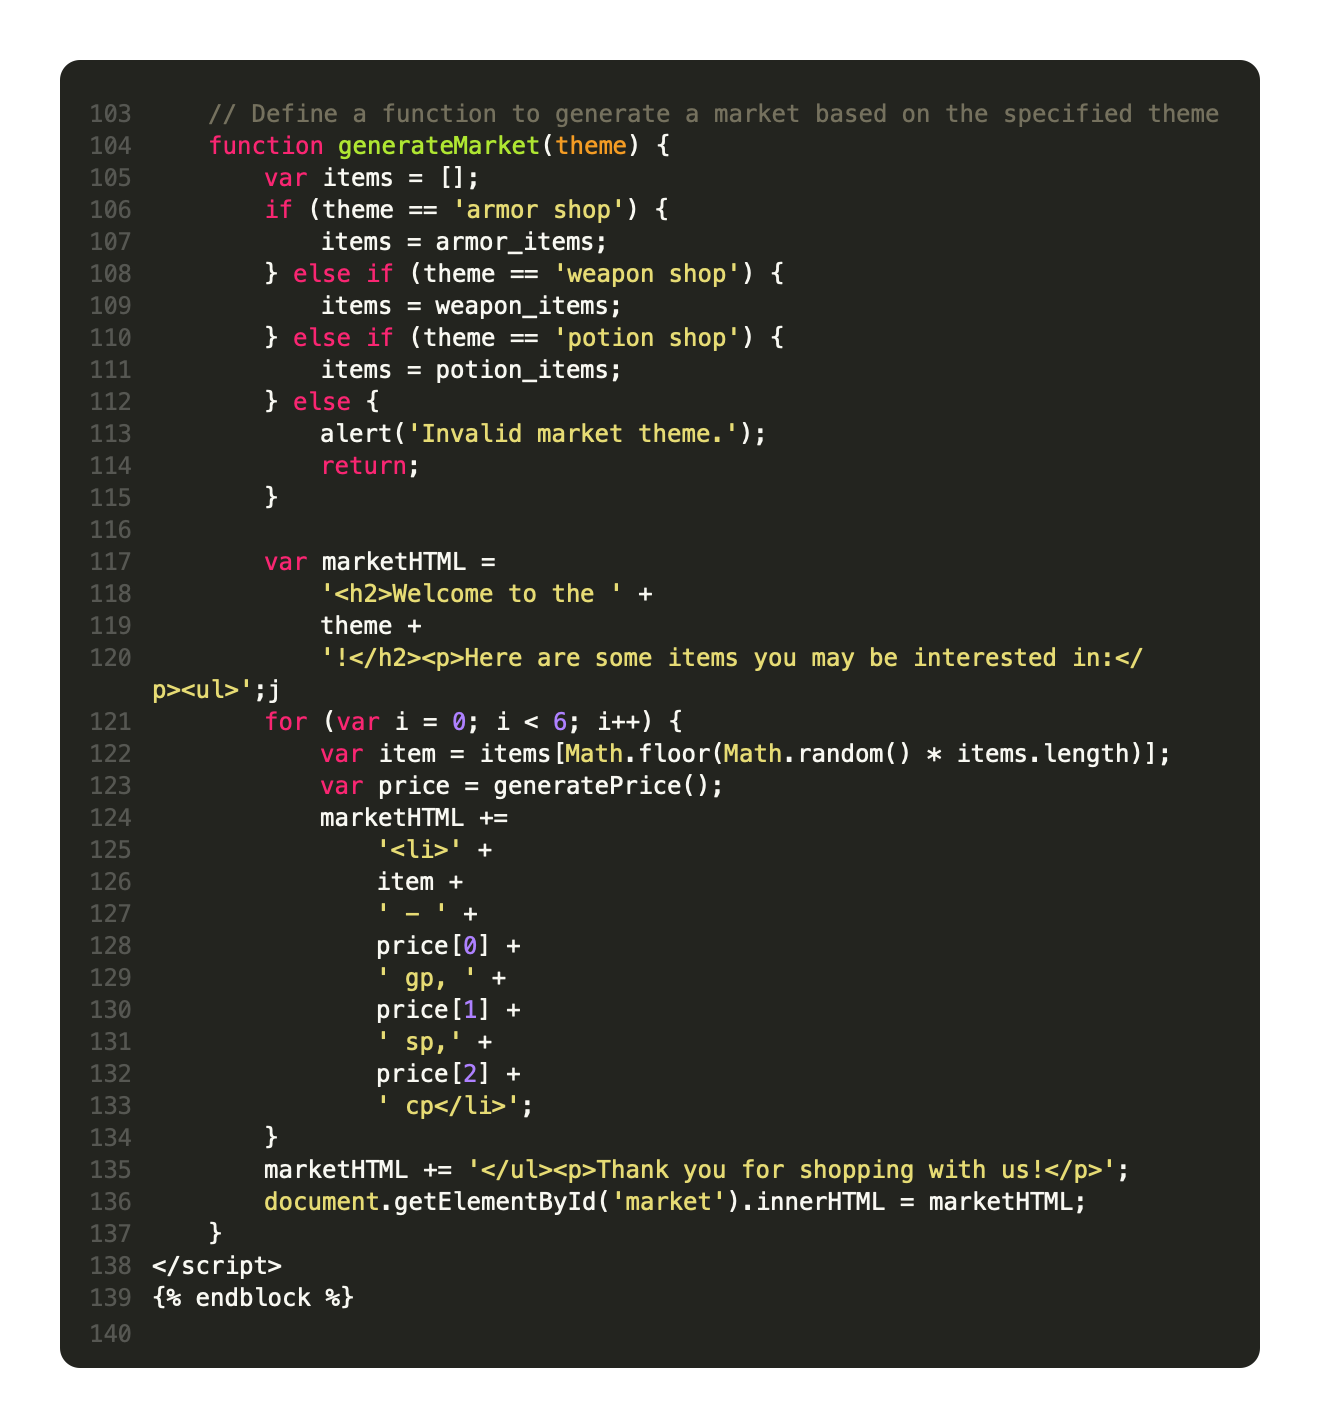 103 // Define a function to generate a market based on the specified theme
104 function generateMarket(theme) {
105 var items = [];
106 if (theme == 'armor shop') {
107 items = armor_items;
108 } else if (theme == 'weapon shop') {
109 items = weapon_items;
110 } else if (theme == 'potion shop') {
111 items = potion_items;
112 } else {
113 alert('Invalid market theme.');
114 return;
115 }
116
117 var marketHTML =
118 '<h2>Welcome to the ' +
119 theme +
120 '!</h2><p>Here are some items you may be interested in:</
p><ul>';j
121 for (var i = 0; i < 6; i++) {
122 var item = items[Math.floor(Math.random() * items.length)];
123 var price = generatePrice();
124 marketHTML +=
125 '<li>' +
126 item +
127 ' – ' +
128 price[0] +
129 ' gp, ' +
130 price[1] +
131 ' sp,' +
132 price[2] +
133 ' cp</li>';
134 }
135 marketHTML += '</ul><p>Thank you for shopping with us!</p>';
136 document.getElementById('market').innerHTML = marketHTML;
137 }
138 </script>
139 {% endblock %}
140